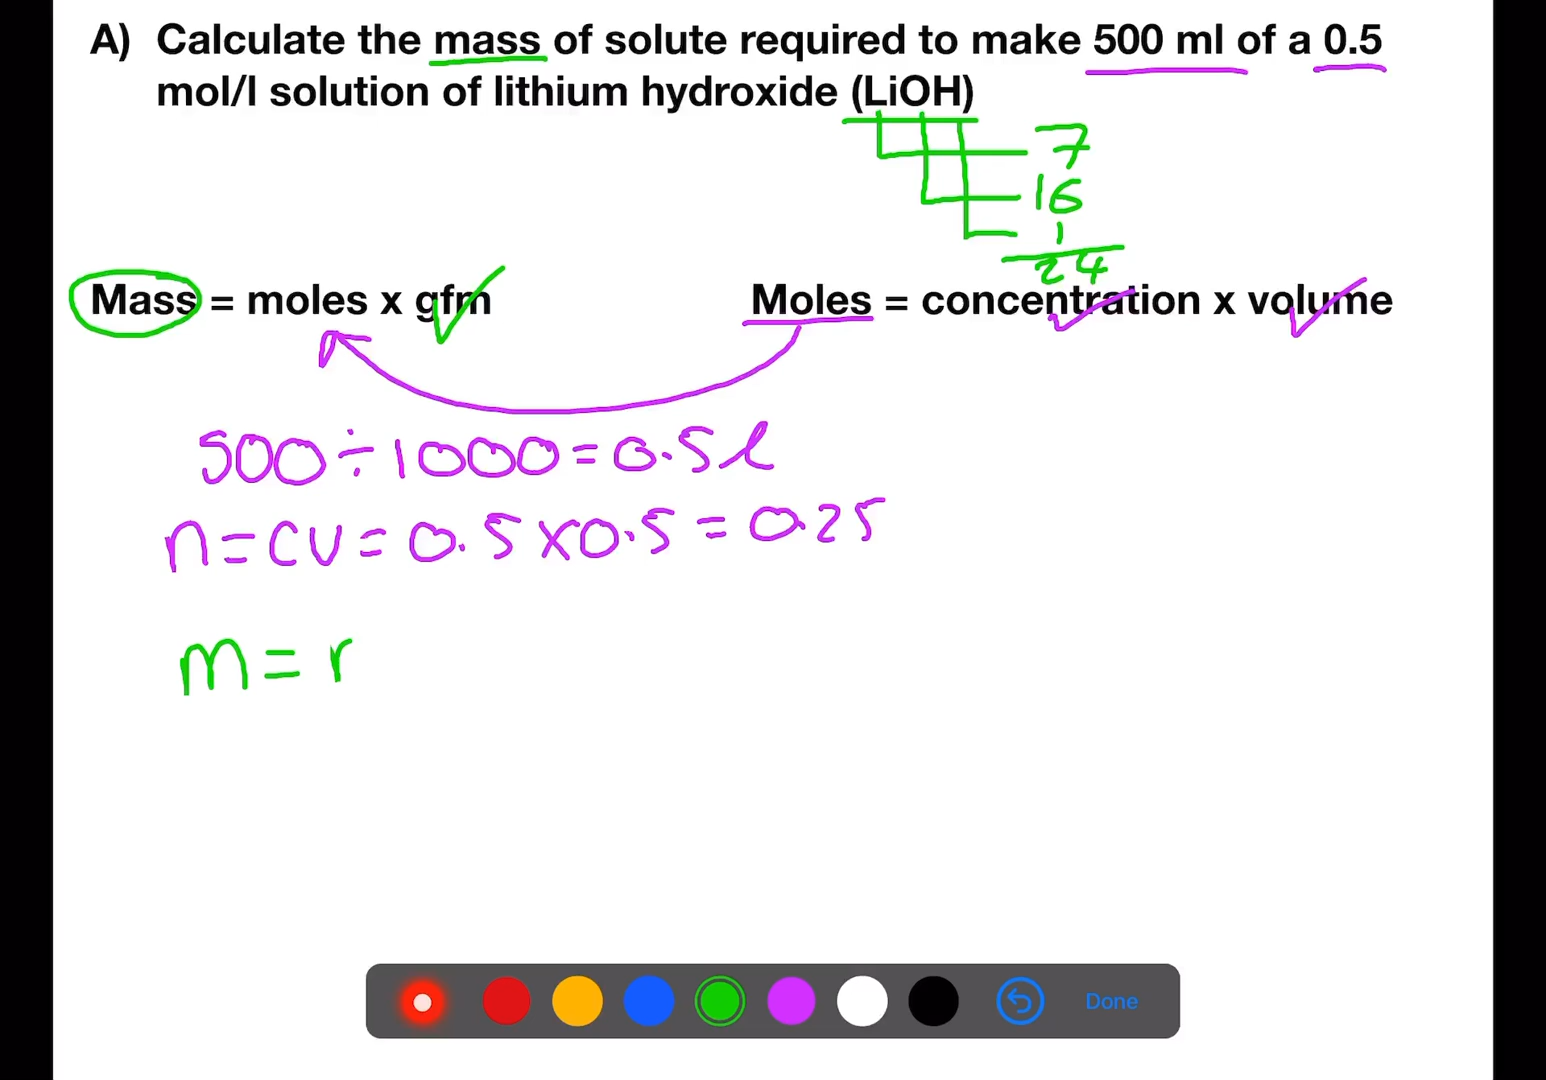 A) Calculate the mass of solute required to make 500 ml of a 0.5
mol/l solution of lithium hydroxide (LiOH)
7
16
1
24
Mass = moles x gfm
Moles = concentration x volume
500 ÷ 1000 = 0.5 l
n = CV = 0.5 x 0.5 = 0.25
m = r
Done